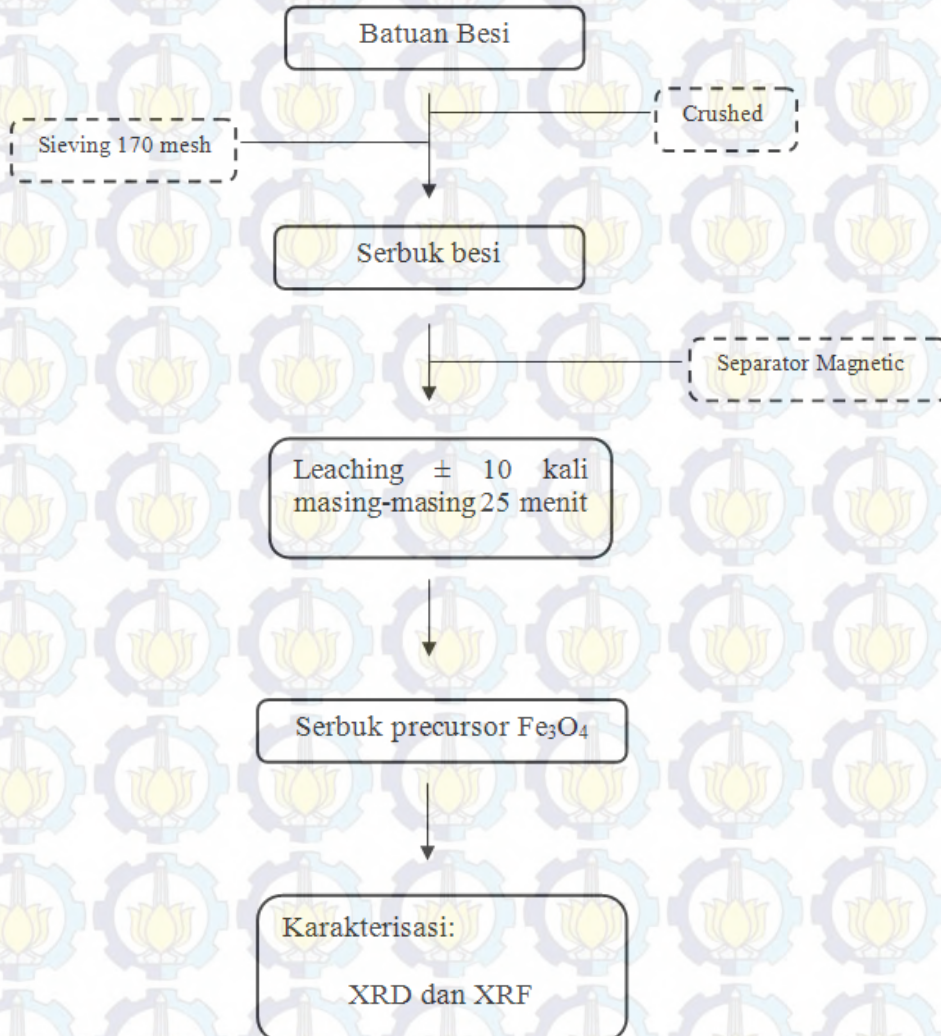 Batuan Besi
Crushed
Sieving 170 mesh
Serbuk besi
Separator Magnetic
Leaching ± 10 kali
masing-masing 25 menit
Serbuk precursor Fe₃O₄
Karakterisasi:
XRD dan XRF